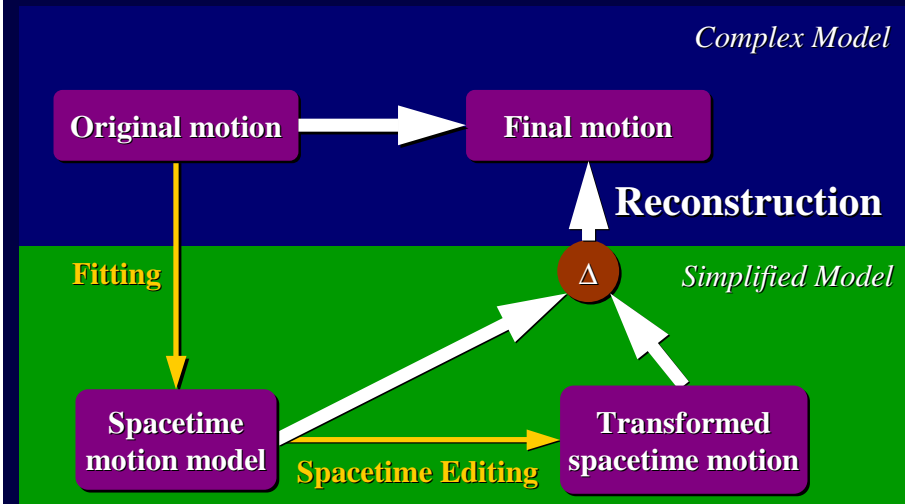 Complex Model
Original motion
Final motion
Reconstruction
Fitting
Δ
Simplified Model
Spacetime
motion model
Spacetime Editing
Transformed
spacetime motion